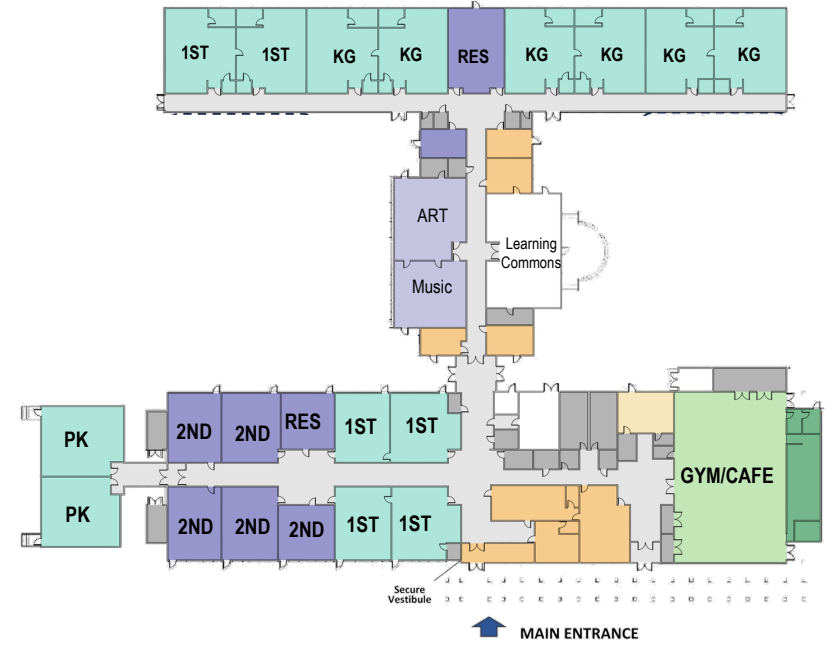 1ST 1ST KG KG RES KG KG KG KG
ART
Learning
Commons
Music
PK 2ND 2ND RES 1ST 1ST
GYM/CAFE
PK 2ND 2ND 2ND 1ST 1ST
Secure
Vestibule
MAIN ENTRANCE